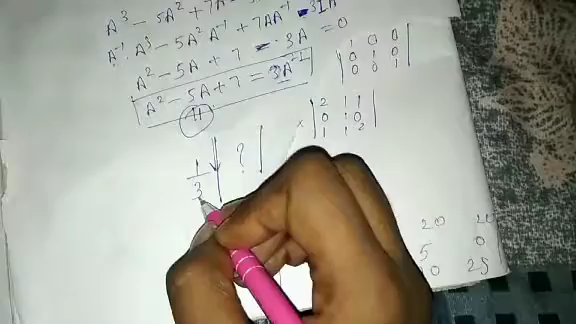 A³ - 5A² + 7A
A⁻¹ A³ - 5A² A⁻¹ + 7AA⁻¹ - 3IA
A² - 5A + 7 - 3A = 0
A² - 5A + 7 = 3A⁻¹
1 0 0
0 1 0
0 0 1
× 2 1 1
0 1 0
1 1 2
1/3 ?
20 20
5 0
0 25